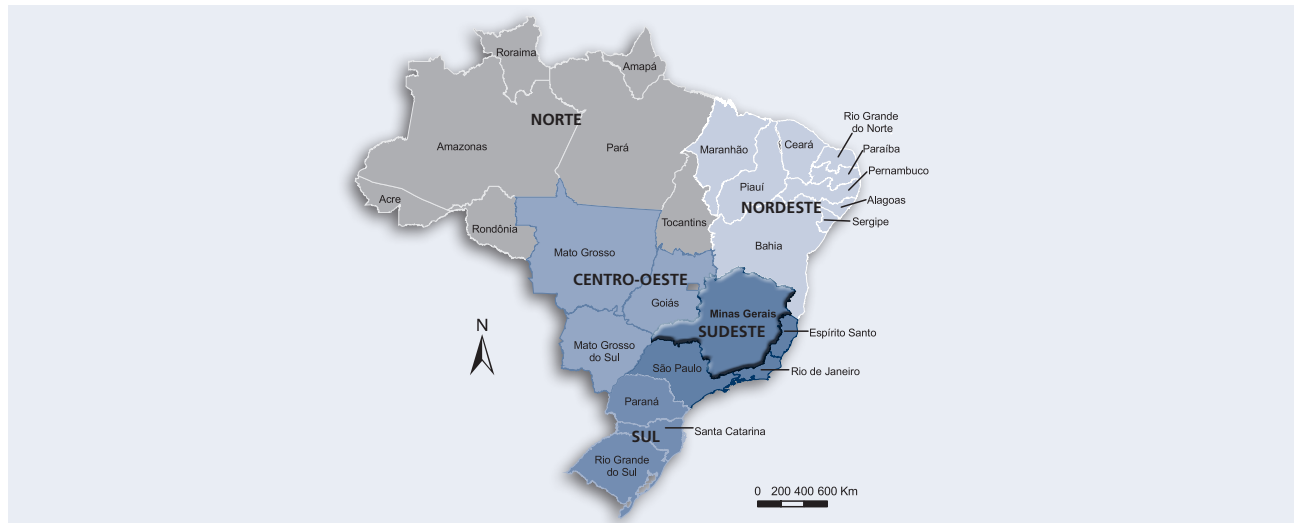 Roraima
Amapá
NORTE
Amazonas
Pará
Acre
Rondônia
Tocantins
Maranhão
Ceará
Rio Grande
do Norte
Paraíba
Piauí
Pernambuco
NORDESTE
Alagoas
Sergipe
Bahia
Mato Grosso
CENTRO-OESTE
Goiás
Minas Gerais
SUDESTE
Espírito Santo
Mato Grosso
do Sul
São Paulo
Rio de Janeiro
Paraná
Santa Catarina
SUL
Rio Grande
do Sul
N
0 200 400 600 Km